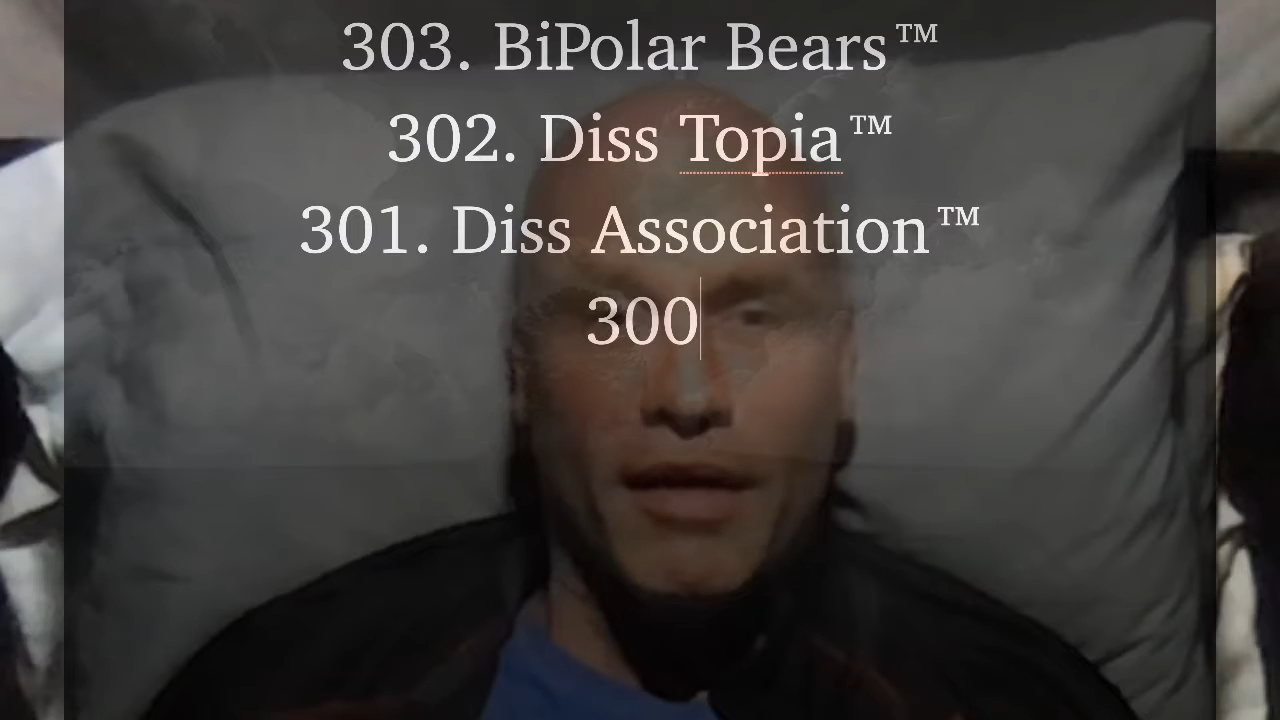 303. BiPolar Bears™
302. Diss Topia™
301. Diss Association™
300